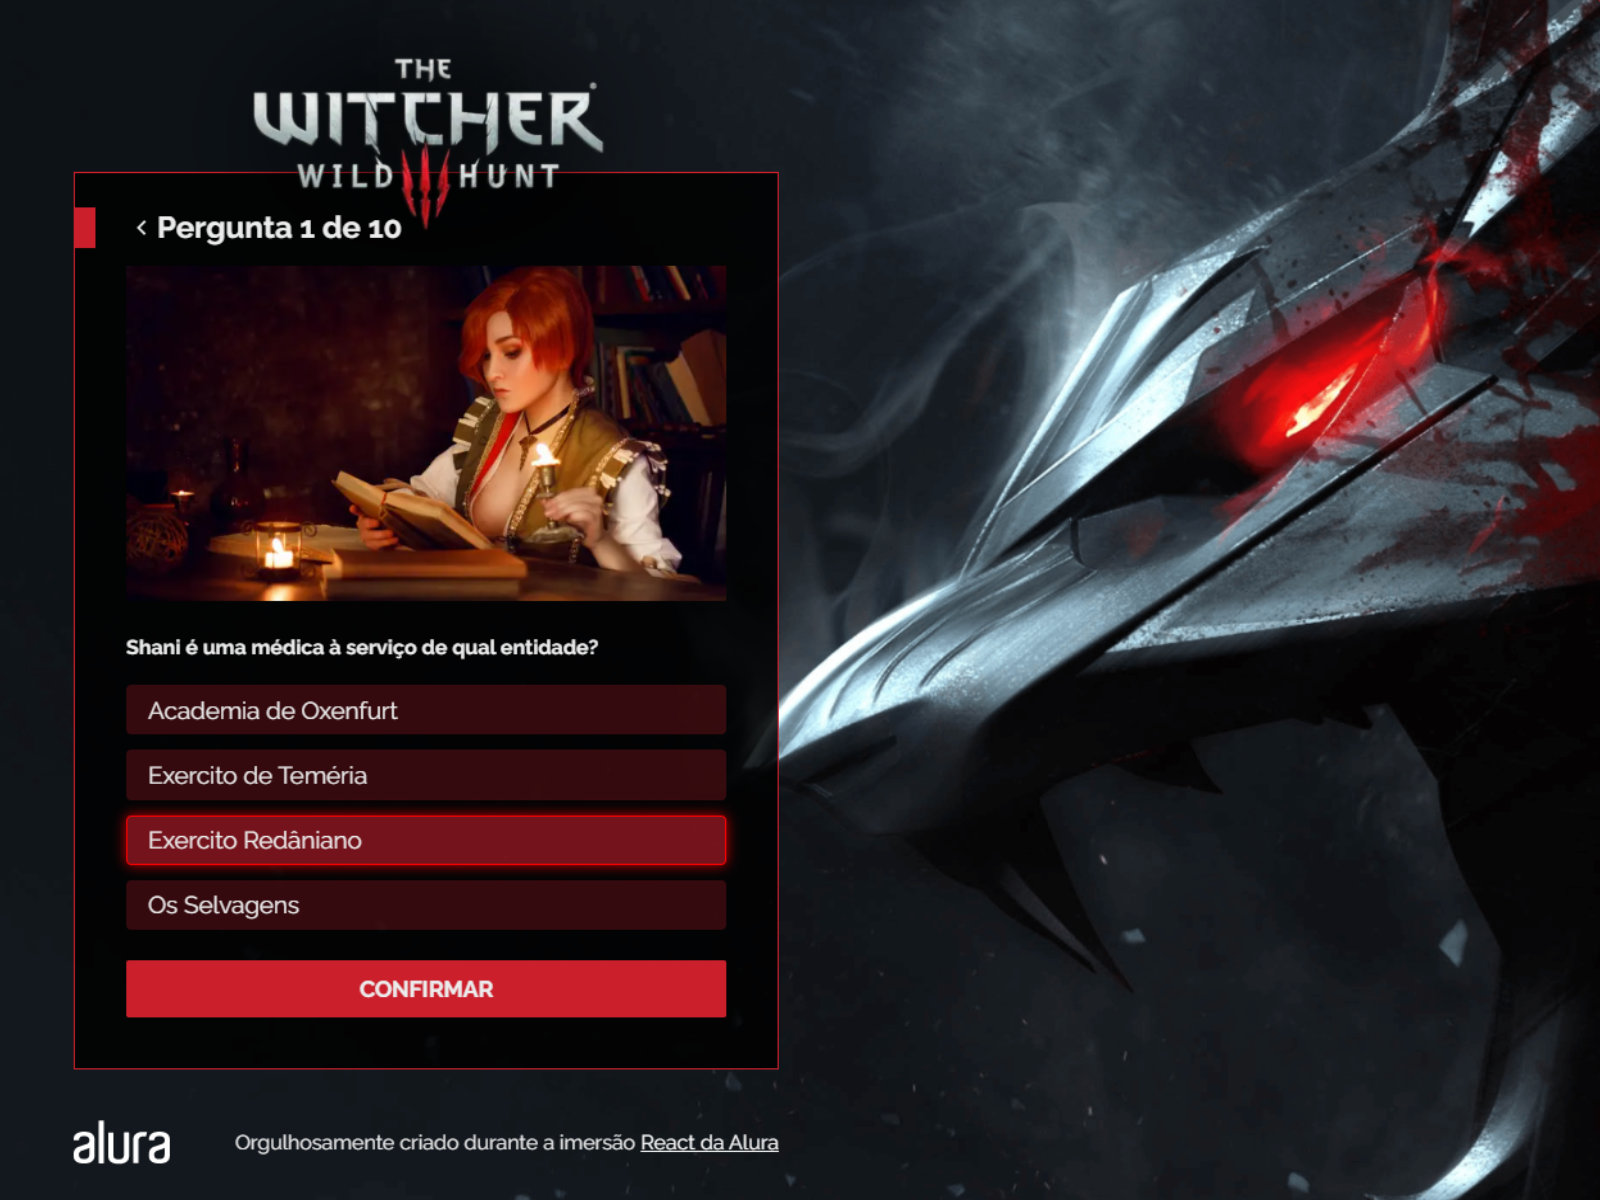 THE
WITCHER
WILD HUNT
Pergunta 1 de 10
Shani é uma médica à serviço de qual entidade?
Academia de Oxenfurt
Exercito de Teméria
Exercito Redâniano
Os Selvagens
CONFIRMAR
alura
Orgulhosamente criado durante a imersão React da Alura